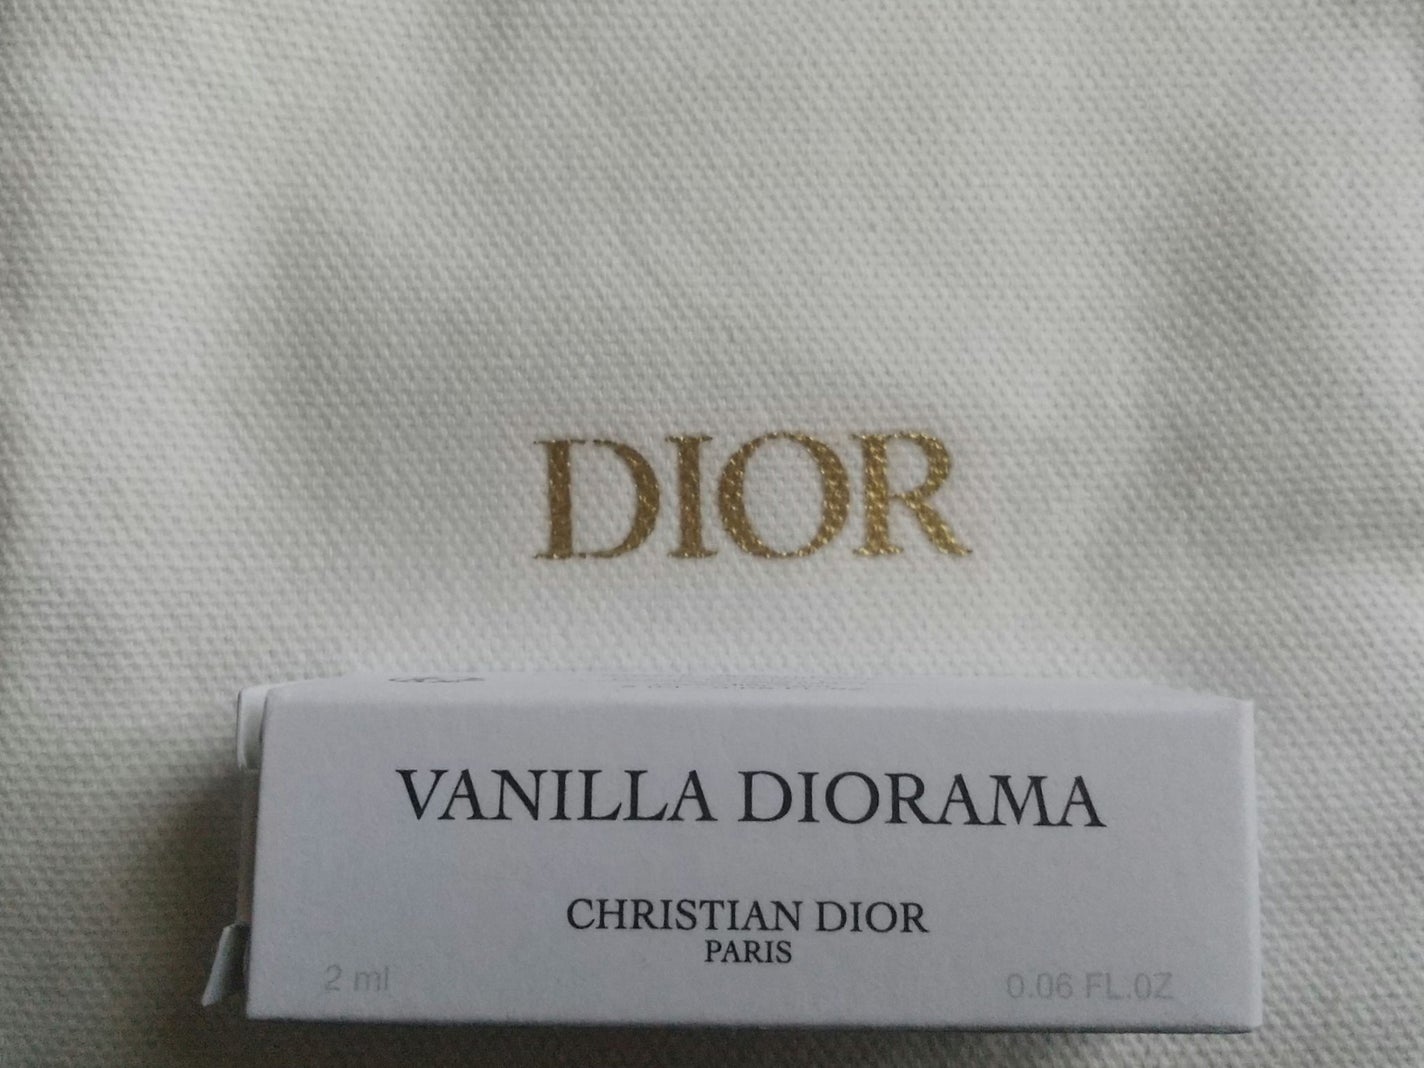 DIOR
VANILLA DIORAMA
CHRISTIAN DIOR
PARIS
2 ml 0.06 FL.OZ